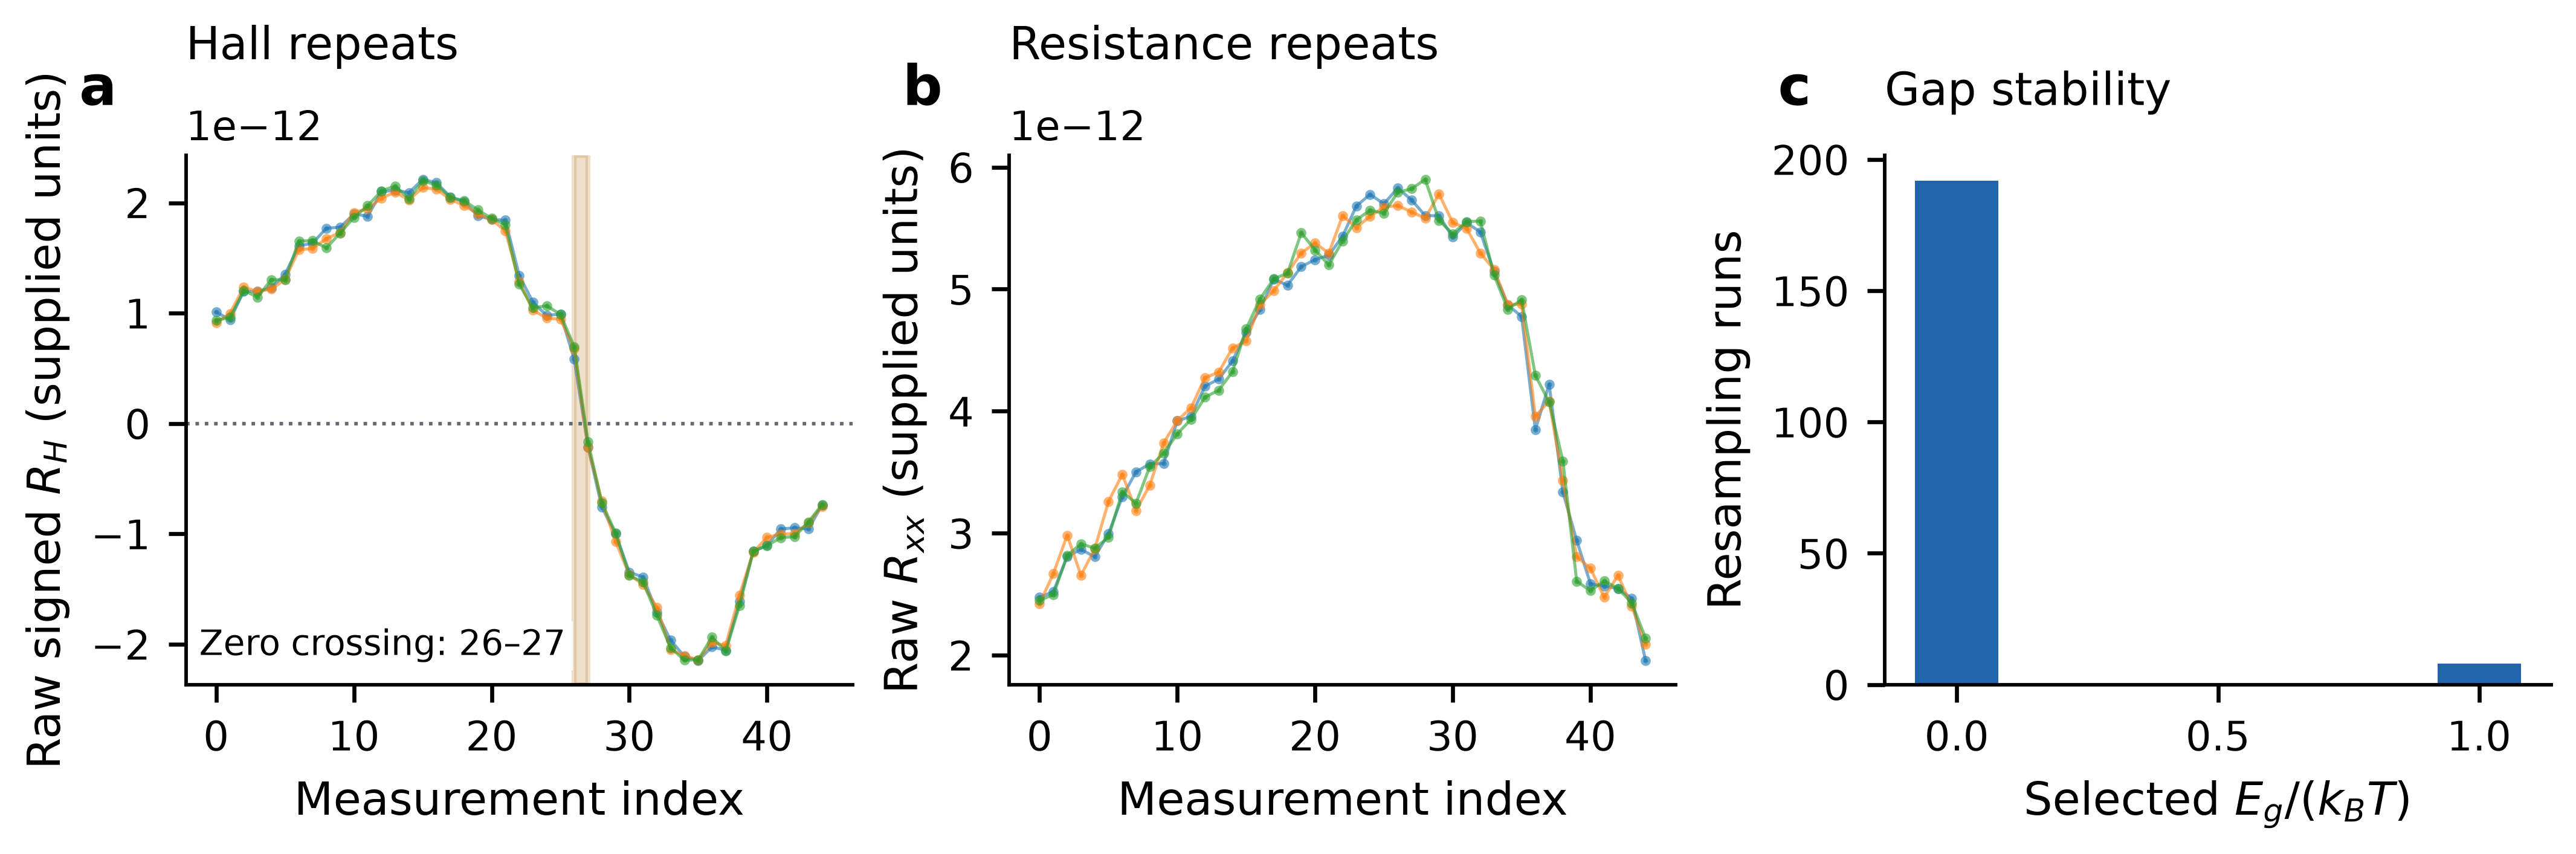 a
Hall repeats
1e−12
Raw signed R_H (supplied units)
2
1
0
−1
−2
Zero crossing: 26–27
0 10 20 30 40
Measurement index
b
Resistance repeats
1e−12
Raw R_xx (supplied units)
6
5
4
3
2
0 10 20 30 40
Measurement index
c
Gap stability
Resampling runs
200
150
100
50
0
0.0 0.5 1.0
Selected E_g/(k_BT)